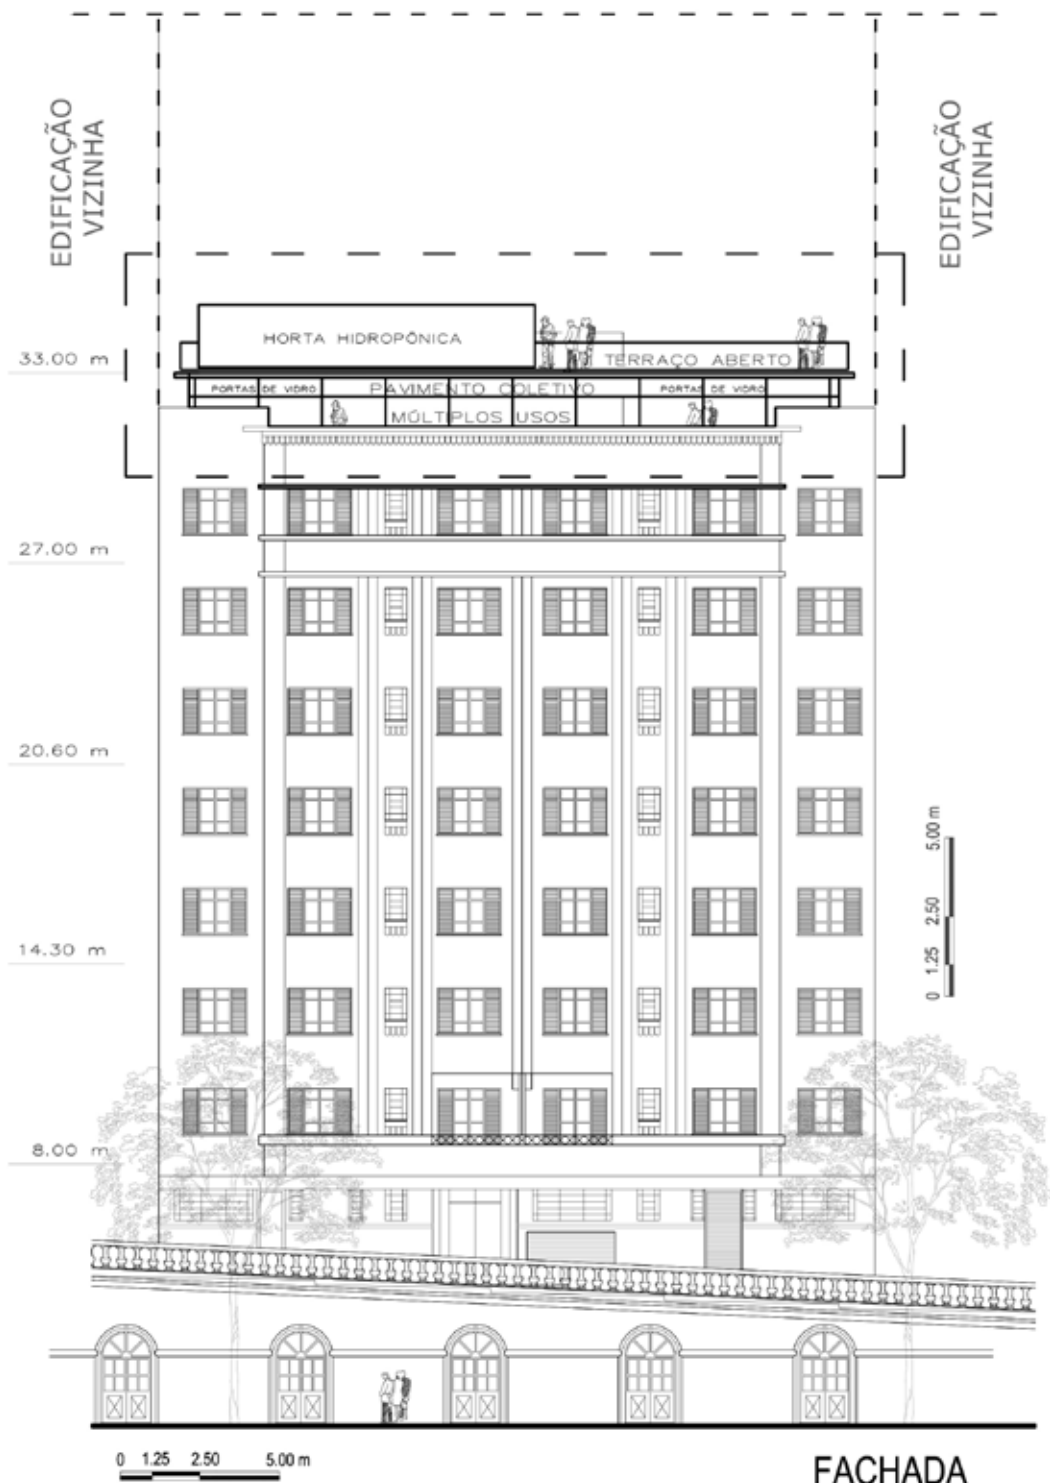 EDIFICAÇÃO
VIZINHA
EDIFICAÇÃO
VIZINHA
HORTA HIDROPÔNICA
33.00 m
TERRAÇO ABERTO
PORTAS DE VIDRO
PAVIMENTO COLETIVO
PORTAS DE VIDRO
MÚLTIPLOS USOS
27.00 m
20.60 m
14.30 m
8.00 m
0 1.25 2.50 5.00 m
0 1.25 2.50 5.00 m
FACHADA